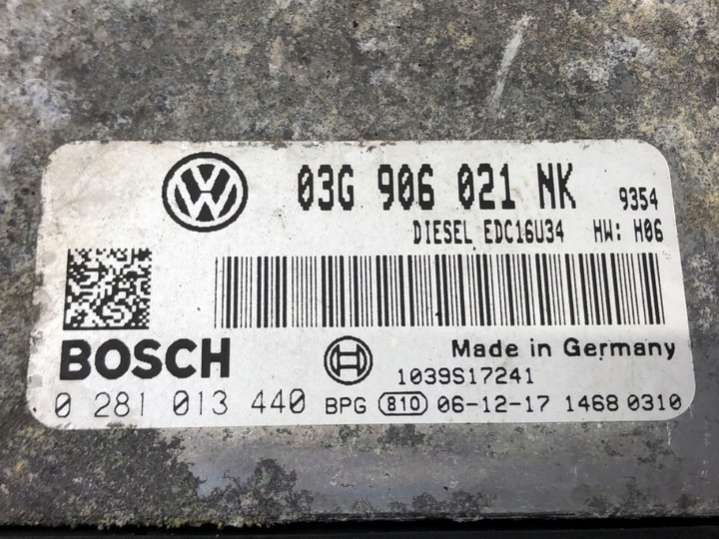 03G 906 021 NK 9354
DIESEL EDC16U34 HW: H06
BOSCH
Made in Germany
1039S17241
0 281 013 440 BPG 810 06-12-17 1468 0310